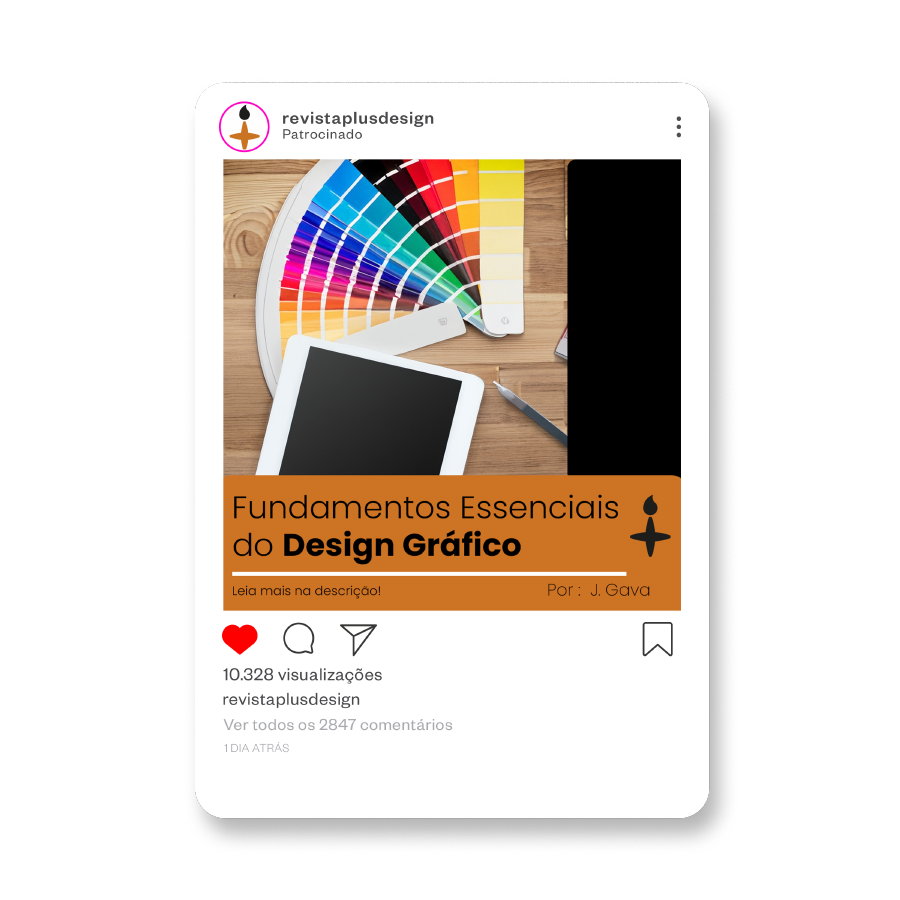 revistaplusdesign
Patrocinado
Fundamentos Essenciais
do Design Gráfico
Leia mais na descrição!
Por : J. Gava
10.328 visualizações
revistaplusdesign
Ver todos os 2847 comentários
1 DIA ATRÁS